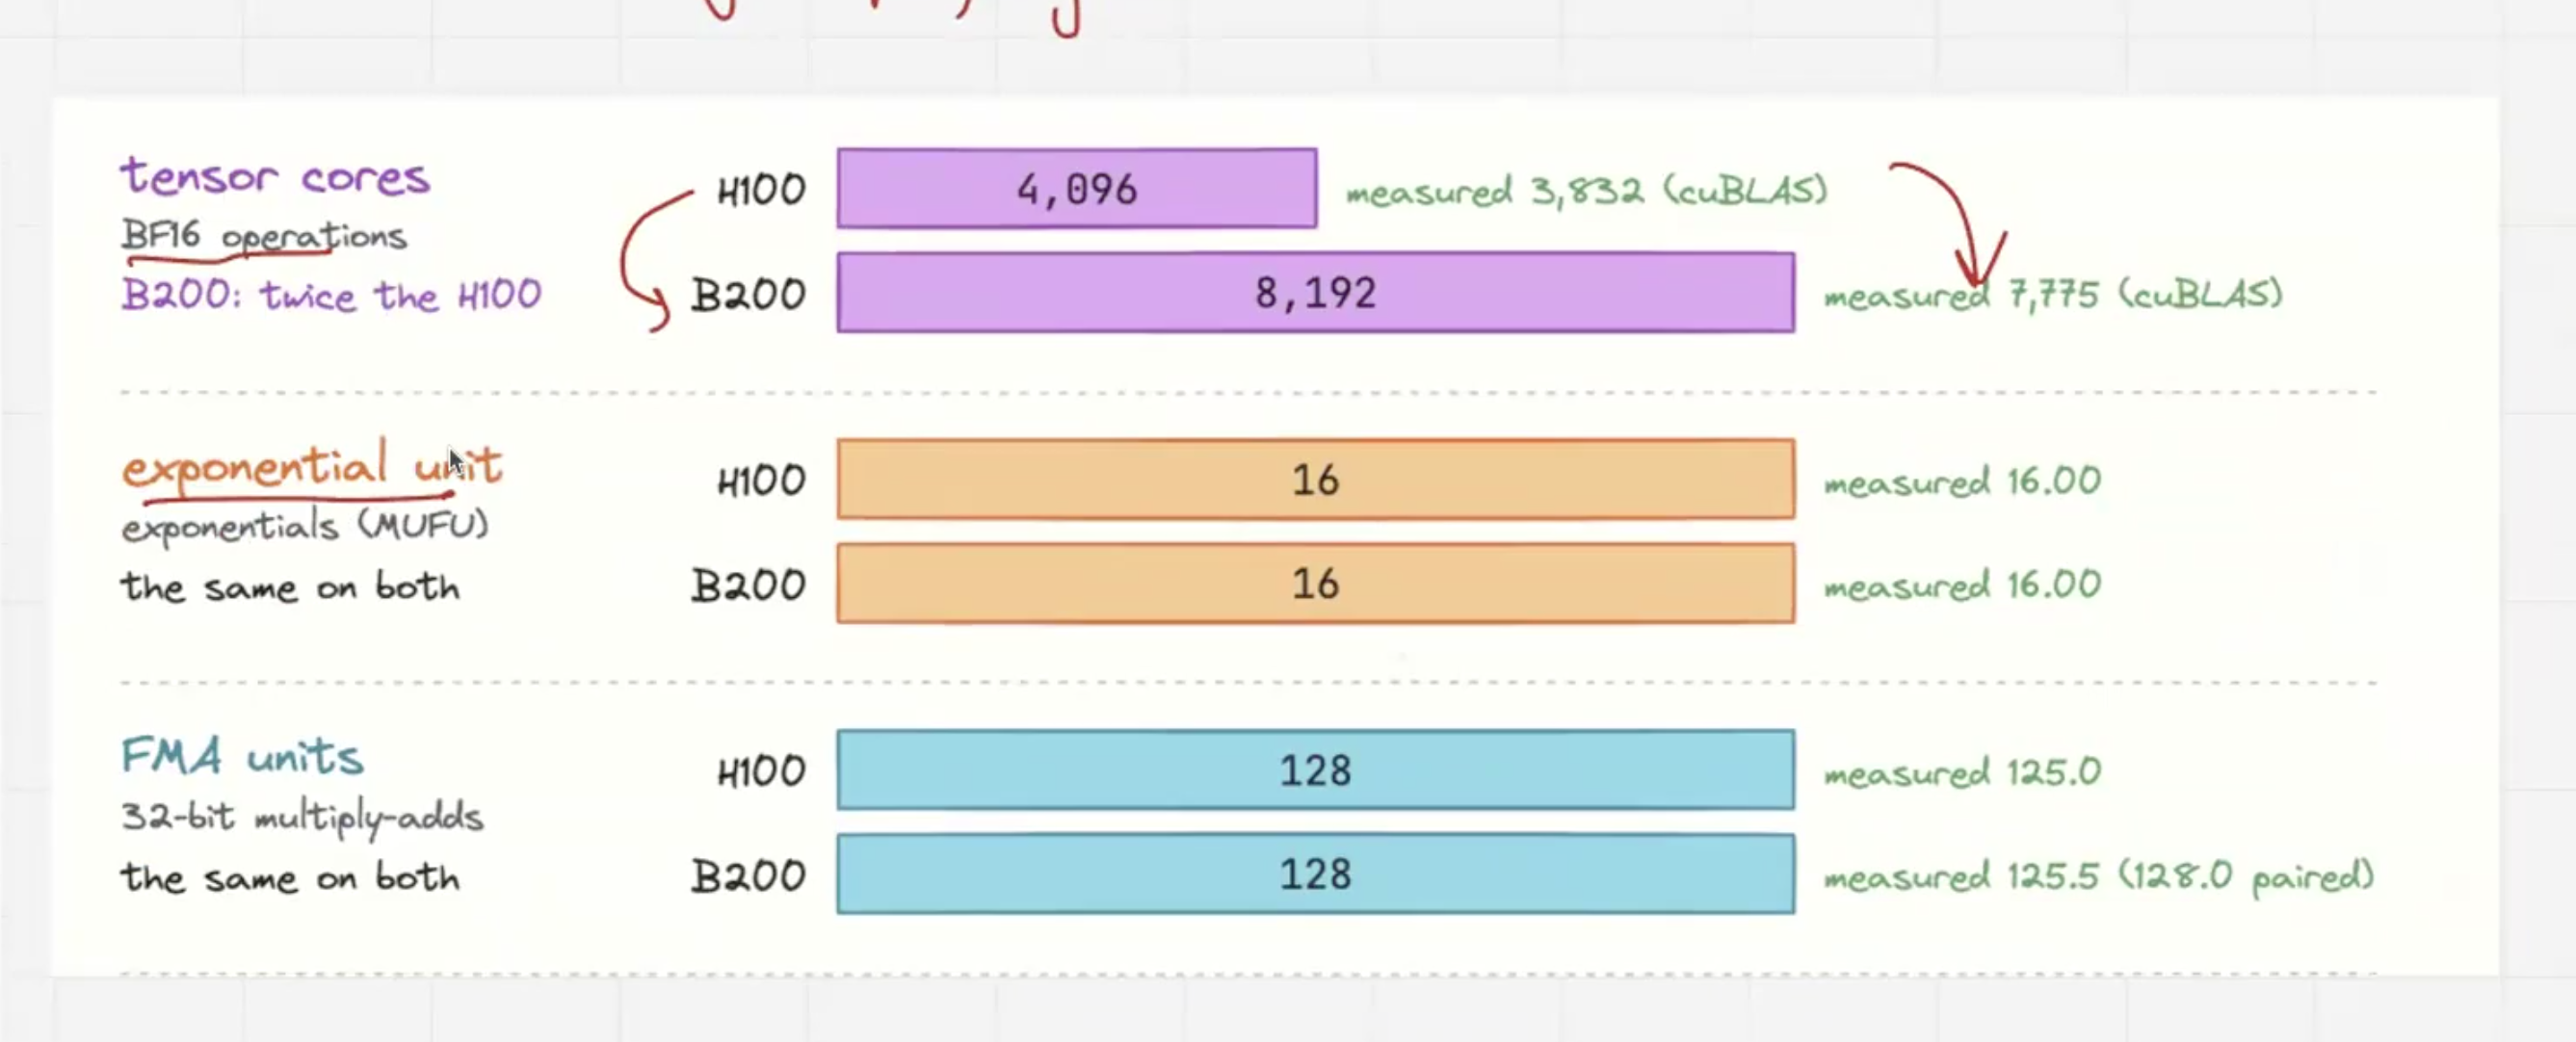 tensor cores
BF16 operations
B200: twice the H100
H100 4,096 measured 3,832 (cuBLAS)
B200 8,192 measured 7,775 (cuBLAS)
exponential unit
exponentials (MUFU)
the same on both
H100 16 measured 16.00
B200 16 measured 16.00
FMA units
32-bit multiply-adds
the same on both
H100 128 measured 125.0
B200 128 measured 125.5 (128.0 paired)